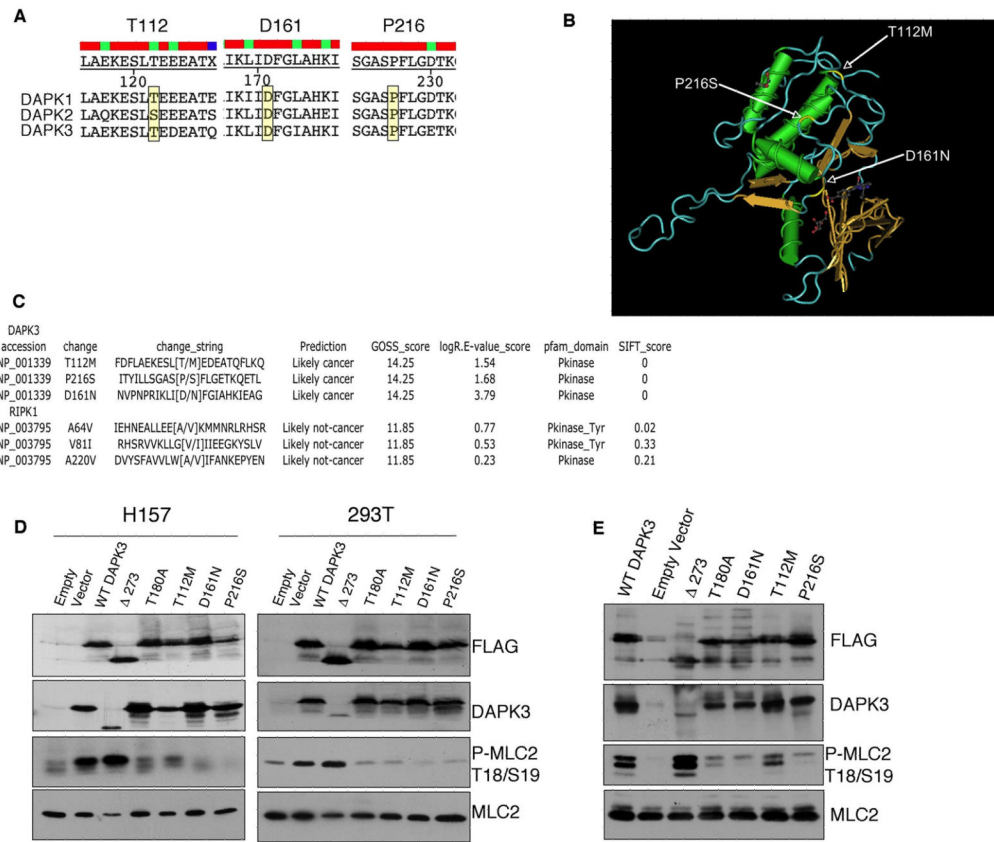 A
T112 D161 P216
LAEKESLTEEEATX IKLIDFGLAHKI SGASPFLGDTK
120 170 230
DAPK1 LAEKESLTEEEATE IKIIDFGLAHKI SGASPFLGDTK
DAPK2 LAQKESLSEEEATS IKLIDFGLAHEI SGASPFLGDTK
DAPK3 LAEKESLTEDEATQ IKLIDFGIAHKI SGASPFLGETK
B
T112M
P216S
D161N
C
DAPK3
accession change change_string Prediction GOSS_score logR.E-value_score pfam_domain SIFT_score
NP_001339 T112M FDFLAEKESL[T/M]EDEATQFLKQ Likely cancer 14.25 1.54 Pkinase 0
NP_001339 P216S ITYILLSGAS[P/S]FLGETKQETL Likely cancer 14.25 1.68 Pkinase 0
NP_001339 D161N NVPNPRIKLI[D/N]FGIAHKIEAG Likely cancer 14.25 3.79 Pkinase 0
RIPK1
NP_003795 A64V IEHNEALLEE[A/V]KMMNRLRHSR Likely not-cancer 11.85 0.77 Pkinase_Tyr 0.02
NP_003795 V81I RHSRVVKLLG[V/I]IIEEGKYSLV Likely not-cancer 11.85 0.53 Pkinase_Tyr 0.33
NP_003795 A220V DVYSFAVVLW[A/V]IFANKEPYEN Likely not-cancer 11.85 0.23 Pkinase 0.21
D
H157 293T
Empty Vector WT DAPK3 Δ 273 T180A T112M D161N P216S
Empty Vector WT DAPK3 Δ 273 T180A T112M D161N P216S
FLAG
DAPK3
P-MLC2
T18/S19
MLC2
E
WT DAPK3 Empty Vector Δ 273 T180A D161N T112M P216S
FLAG
DAPK3
P-MLC2
T18/S19
MLC2